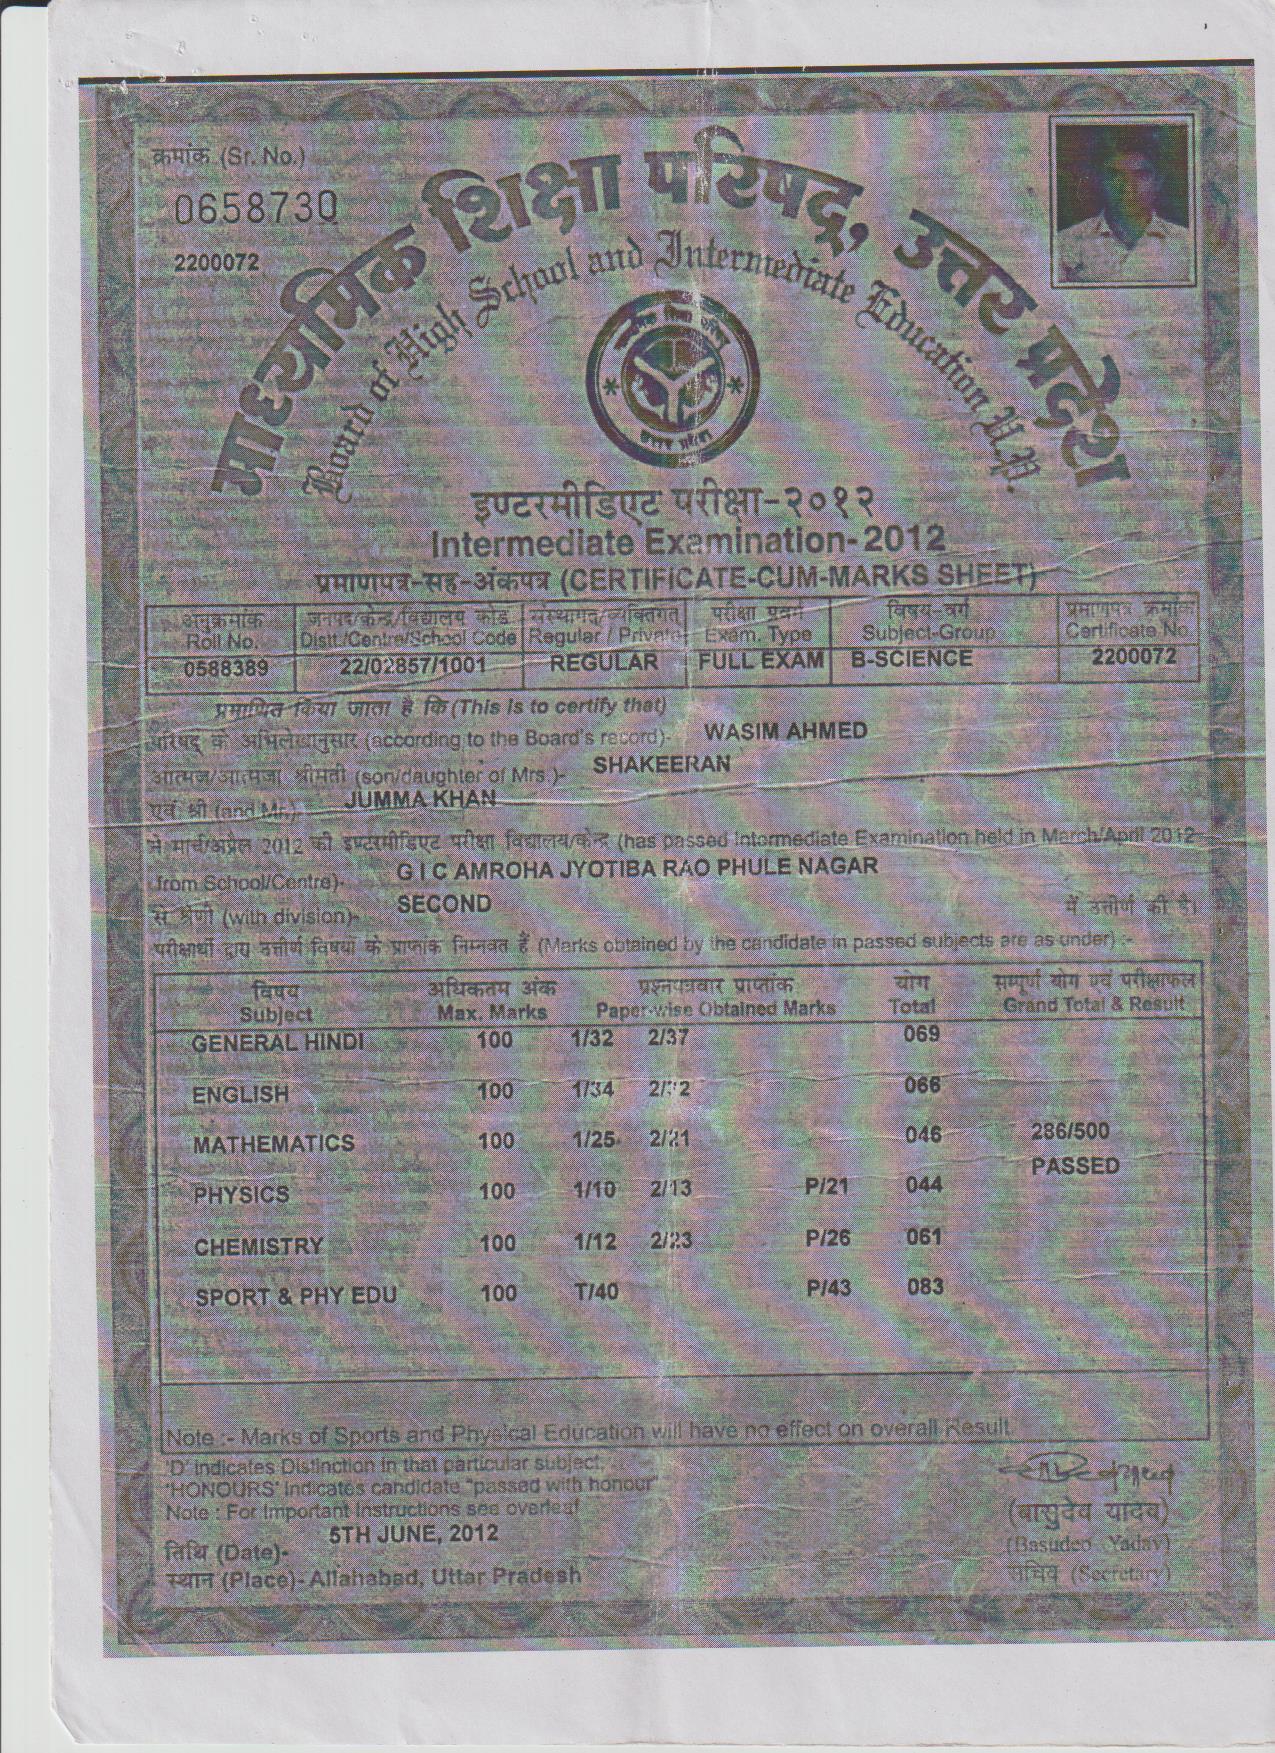 क्रमांक (Sr. No.)
0658730
2200072
माध्यमिक शिक्षा परिषद्, उत्तर प्रदेश
Board of High School and Intermediate Education U.P.
इण्टरमीडिएट परीक्षा-२०१२
Intermediate Examination-2012
प्रमाणपत्र-सह-अंकपत्र (CERTIFICATE-CUM-MARKS SHEET)
अनुक्रमांक जनपद/केन्द्र/विद्यालय कोड संस्थागत/व्यक्तिगत परीक्षा प्रवर्ग विषय-वर्ग प्रमाणपत्र क्रमांक
Roll No. Distt./Centre/School Code Regular / Private Exam. Type Subject-Group Certificate No.
0588389 22/02857/1001 REGULAR FULL EXAM B-SCIENCE 2200072
प्रमाणित किया जाता है कि (This is to certify that)
परिषद् के अभिलेखानुसार (according to the Board's record)- WASIM AHMED
आत्मज/आत्मजा श्रीमती (son/daughter of Mrs.)- SHAKEERAN
एवं श्री (and Mr.)- JUMMA KHAN
ने मार्च/अप्रैल 2012 की इण्टरमीडिएट परीक्षा विद्यालय/केन्द्र (has passed Intermediate Examination held in March/April 2012
from School/Centre)- G I C AMROHA JYOTIBA RAO PHULE NAGAR
से श्रेणी (with division)- SECOND में उत्तीर्ण की है।
परीक्षार्थी द्वारा उत्तीर्ण विषयों के प्राप्तांक निम्नवत हैं (Marks obtained by the candidate in passed subjects are as under) :-
विषय अधिकतम अंक प्रश्नपत्रवार प्राप्तांक योग सम्पूर्ण योग एवं परीक्षाफल
Subject Max. Marks Paper-wise Obtained Marks Total Grand Total & Result
GENERAL HINDI 100 1/32 2/37 069
ENGLISH 100 1/34 2/32 066
MATHEMATICS 100 1/25 2/21 046 286/500
PASSED
PHYSICS 100 1/10 2/13 P/21 044
CHEMISTRY 100 1/12 2/23 P/26 061
SPORT & PHY EDU 100 T/40 P/43 083
Note :- Marks of Sports and Physical Education will have no effect on overall Result
'D' indicates Distinction in that particular subject.
'HONOURS' indicates candidate "passed with honour"
Note : For Important Instructions see overleaf
5TH JUNE, 2012
तिथि (Date)-
स्थान (Place)- Allahabad, Uttar Pradesh
(बासुदेव यादव)
(Basudeo Yadav)
सचिव (Secretary)